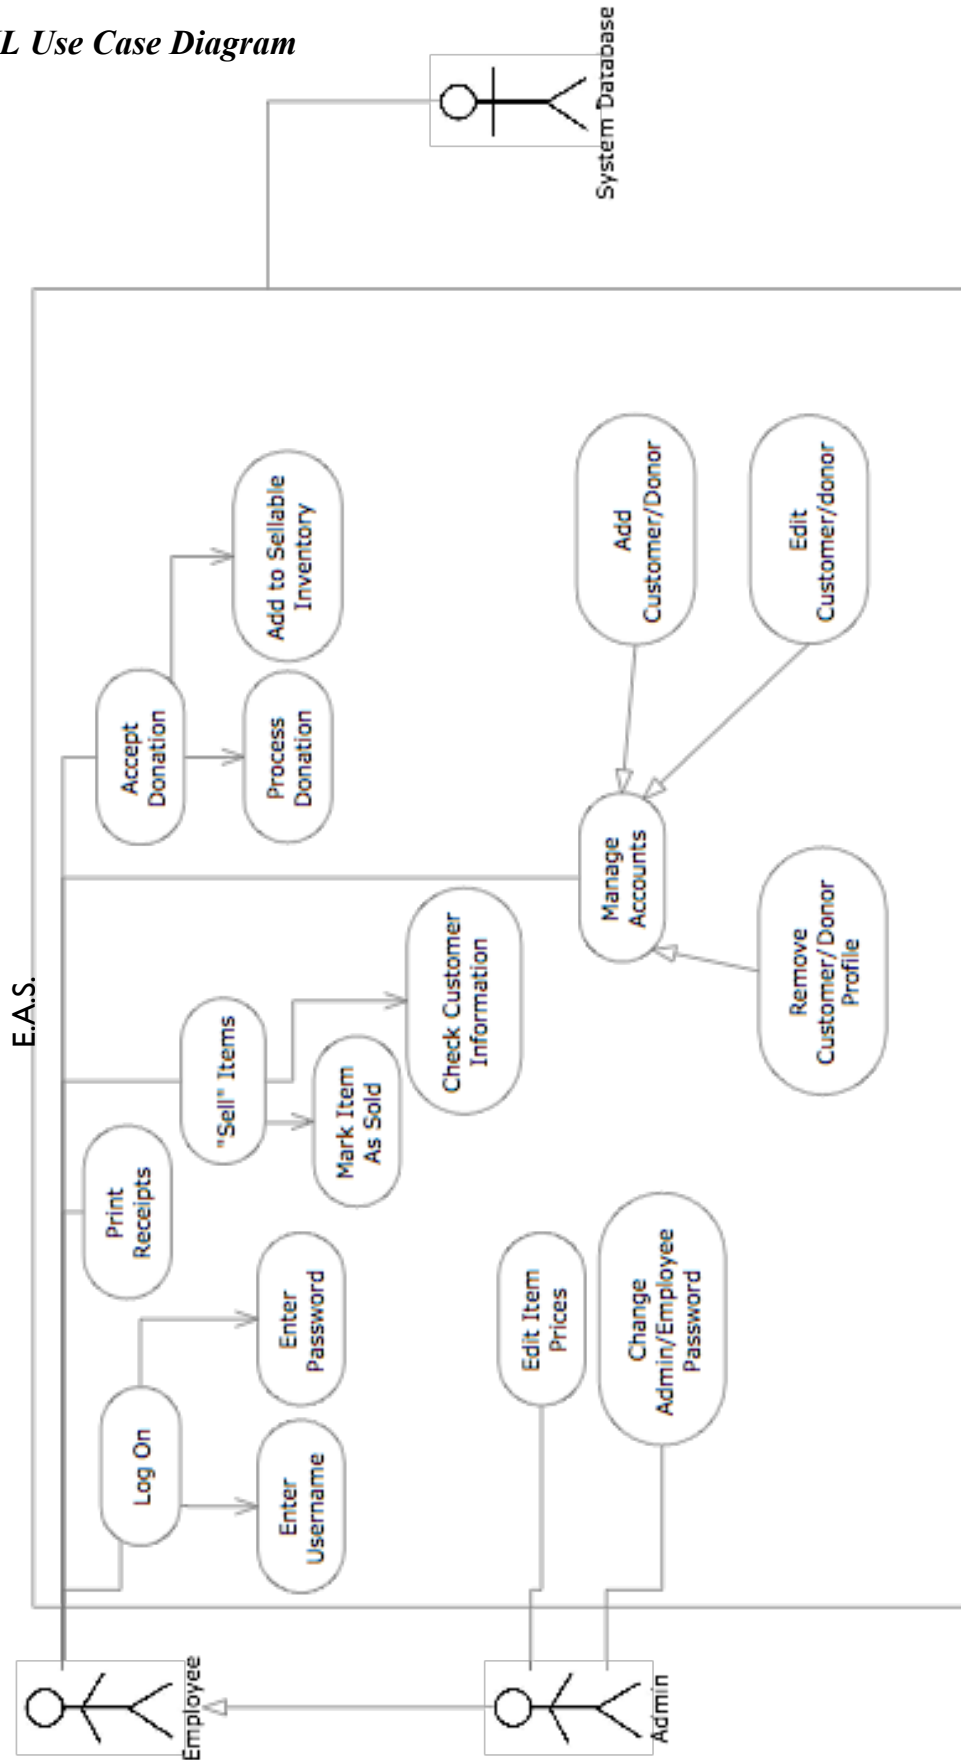 L Use Case Diagram
E.A.S.
System Database
Employee
Admin
Log On
Enter
Username
Enter
Password
Print
Receipts
"Sell" Items
Mark Item
As Sold
Check Customer
Information
Accept
Donation
Process
Donation
Add to Sellable
Inventory
Manage
Accounts
Add
Customer/Donor
Edit
Customer/donor
Remove
Customer/Donor
Profile
Edit Item
Prices
Change
Admin/Employee
Password